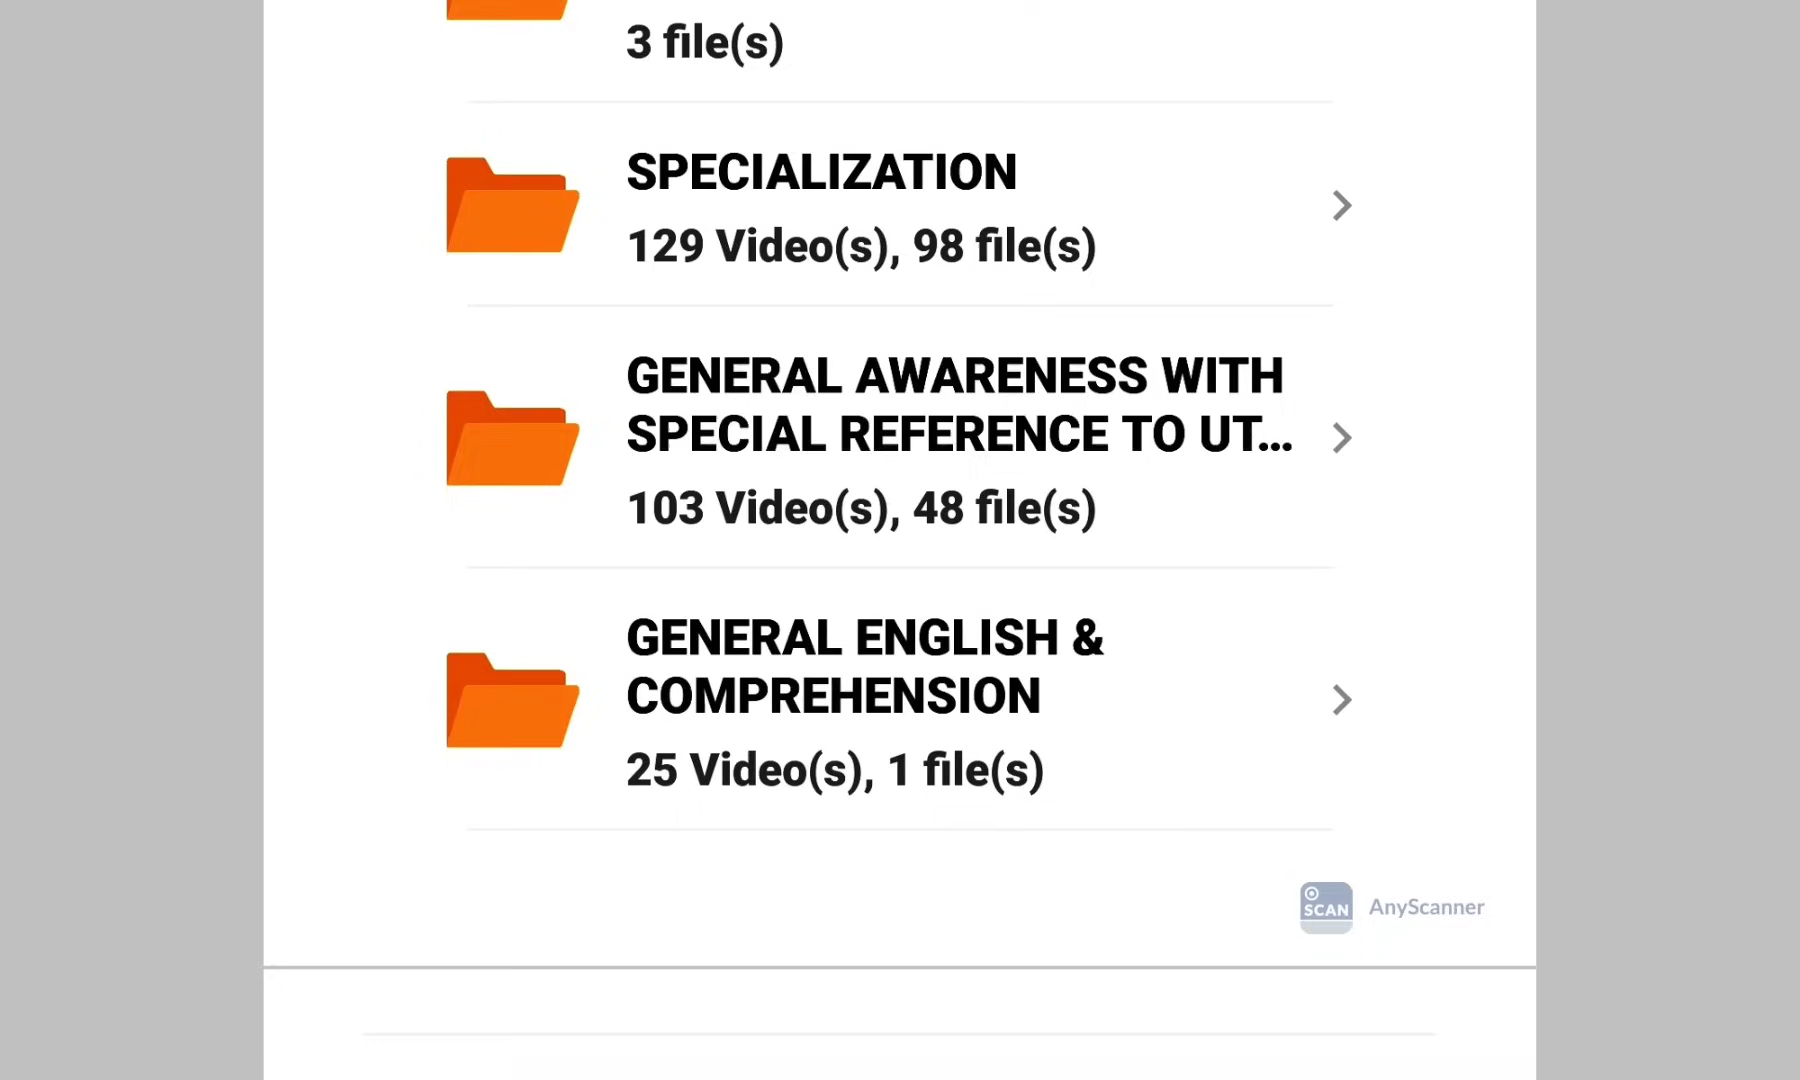 3 file(s)
SPECIALIZATION
129 Video(s), 98 file(s)
GENERAL AWARENESS WITH
SPECIAL REFERENCE TO UT...
103 Video(s), 48 file(s)
GENERAL ENGLISH &
COMPREHENSION
25 Video(s), 1 file(s)
SCAN AnyScanner